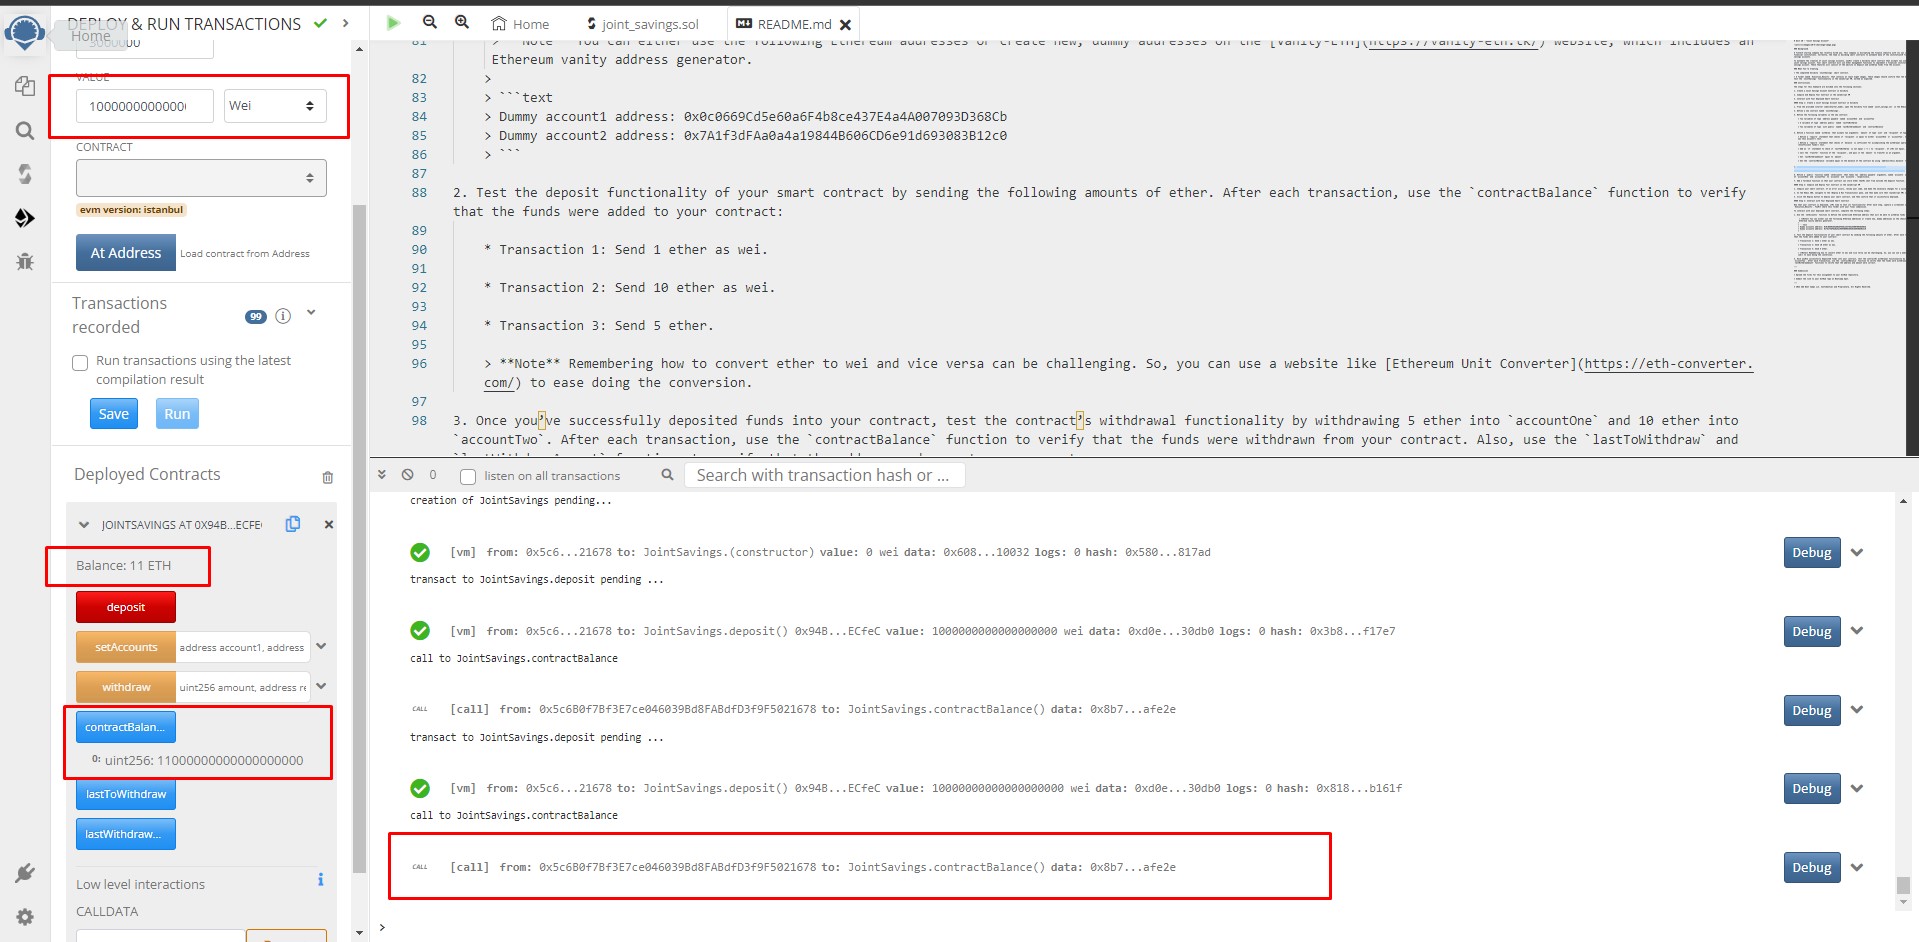 DEPLOY & RUN TRANSACTIONS
Home
3000000
VALUE
1000000000000
Wei
CONTRACT
evm version: istanbul
At Address
Load contract from Address
Transactions
recorded
99
Run transactions using the latest
compilation result
Save
Run
Deployed Contracts
JOINTSAVINGS AT 0X94B...ECFE
Balance: 11 ETH
deposit
setAccounts
address account1, address
withdraw
uint256 amount, address re
contractBalan...
0: uint256: 11000000000000000000
lastToWithdraw
lastWithdraw...
Low level interactions
CALLDATA
Home
joint_savings.sol
README.md
81 > **Note** You can either use the following Ethereum addresses or create new, dummy addresses on the [Vanity-ETH](https://vanity-eth.tk/) website, which includes an
Ethereum vanity address generator.
82 >
83 > ```text
84 > Dummy account1 address: 0x0c0669Cd5e60a6F4b8ce437E4a4A007093D368Cb
85 > Dummy account2 address: 0x7A1f3dFAa0a4a19844B606CD6e91d693083B12c0
86 > ```
87
88 2. Test the deposit functionality of your smart contract by sending the following amounts of ether. After each transaction, use the `contractBalance` function to verify
that the funds were added to your contract:
89
90 * Transaction 1: Send 1 ether as wei.
91
92 * Transaction 2: Send 10 ether as wei.
93
94 * Transaction 3: Send 5 ether.
95
96 > **Note** Remembering how to convert ether to wei and vice versa can be challenging. So, you can use a website like [Ethereum Unit Converter](https://eth-converter.
com/) to ease doing the conversion.
97
98 3. Once you’ve successfully deposited funds into your contract, test the contract’s withdrawal functionality by withdrawing 5 ether into `accountOne` and 10 ether into
`accountTwo`. After each transaction, use the `contractBalance` function to verify that the funds were withdrawn from your contract. Also, use the `lastToWithdraw` and
0
listen on all transactions
Search with transaction hash or ...
creation of JointSavings pending...
[vm] from: 0x5c6...21678 to: JointSavings.(constructor) value: 0 wei data: 0x608...10032 logs: 0 hash: 0x580...817ad
Debug
transact to JointSavings.deposit pending ...
[vm] from: 0x5c6...21678 to: JointSavings.deposit() 0x94B...ECfeC value: 1000000000000000000 wei data: 0xd0e...30db0 logs: 0 hash: 0x3b8...f17e7
Debug
call to JointSavings.contractBalance
CALL [call] from: 0x5c6B0f7Bf3E7ce046039Bd8FABdfD3f9F5021678 to: JointSavings.contractBalance() data: 0x8b7...afe2e
Debug
transact to JointSavings.deposit pending ...
[vm] from: 0x5c6...21678 to: JointSavings.deposit() 0x94B...ECfeC value: 10000000000000000000 wei data: 0xd0e...30db0 logs: 0 hash: 0x818...b161f
Debug
call to JointSavings.contractBalance
CALL [call] from: 0x5c6B0f7Bf3E7ce046039Bd8FABdfD3f9F5021678 to: JointSavings.contractBalance() data: 0x8b7...afe2e
Debug
>